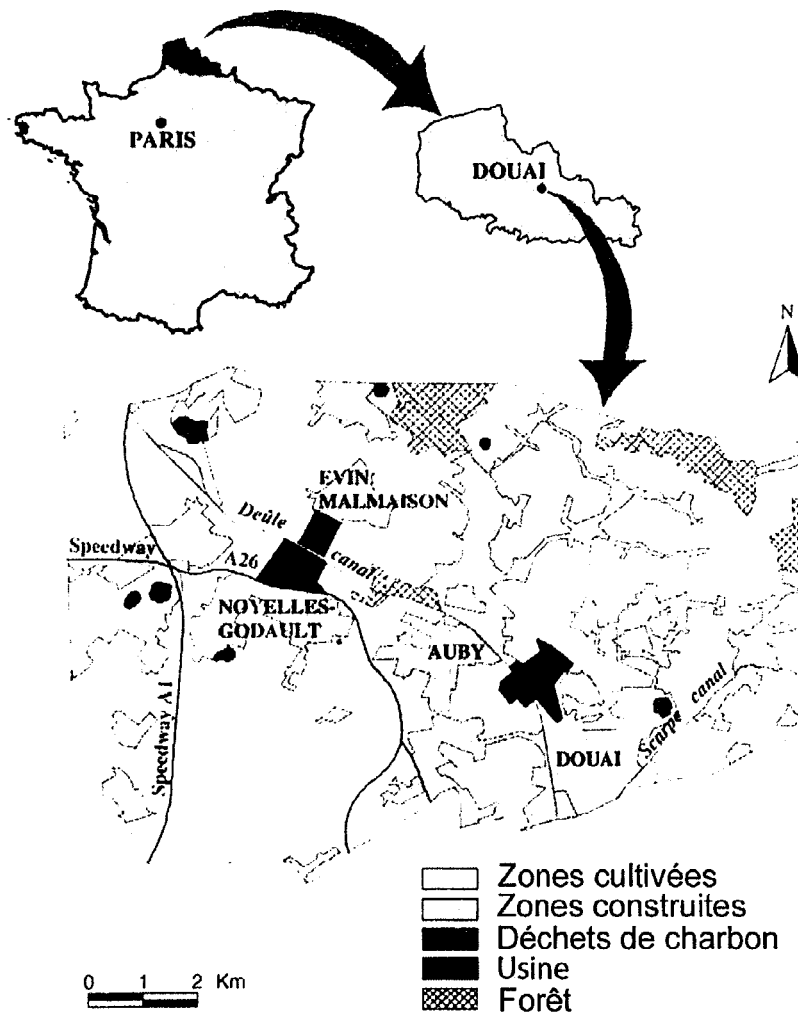 PARIS
DOUAI
N
EVIN
MALMAISON
Deûle
canal
Speedway
A26
NOYELLES-
GODAULT
AUBY
Speedway A1
DOUAI
Scarpe canal
Zones cultivées
Zones construites
Déchets de charbon
Usine
Forêt
0 1 2 Km